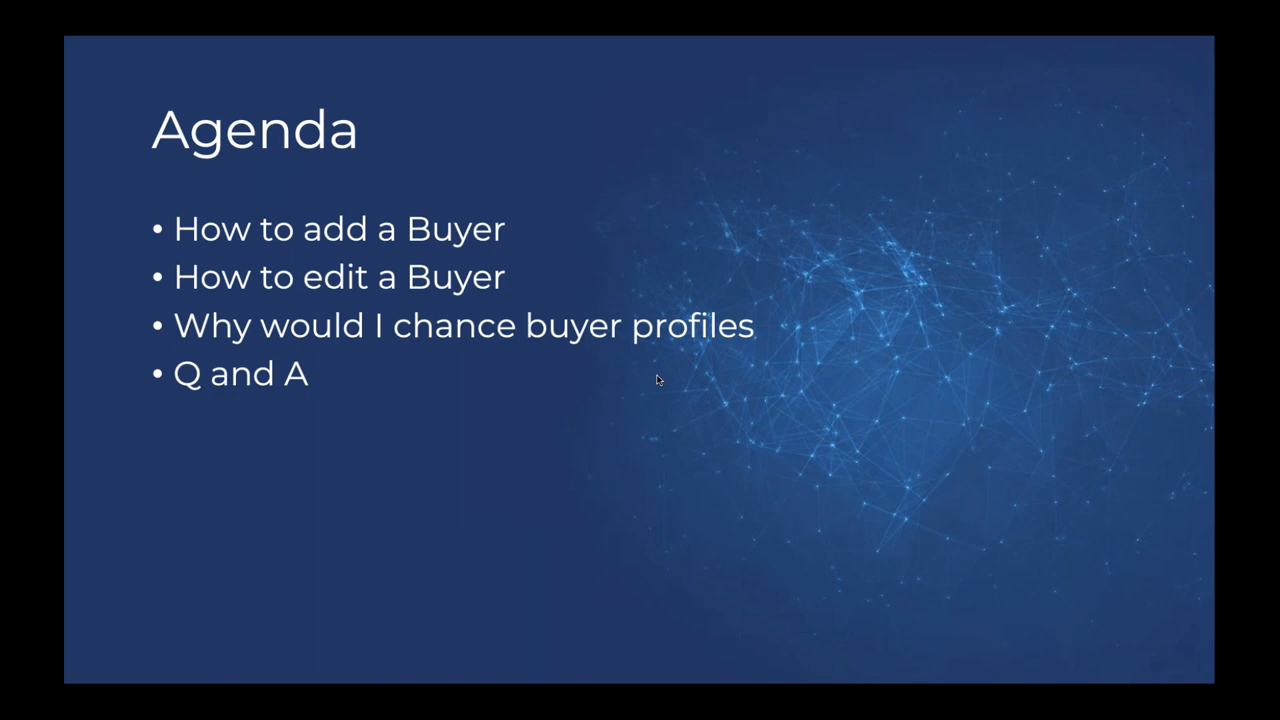 Agenda
• How to add a Buyer
• How to edit a Buyer
• Why would I chance buyer profiles
• Q and A